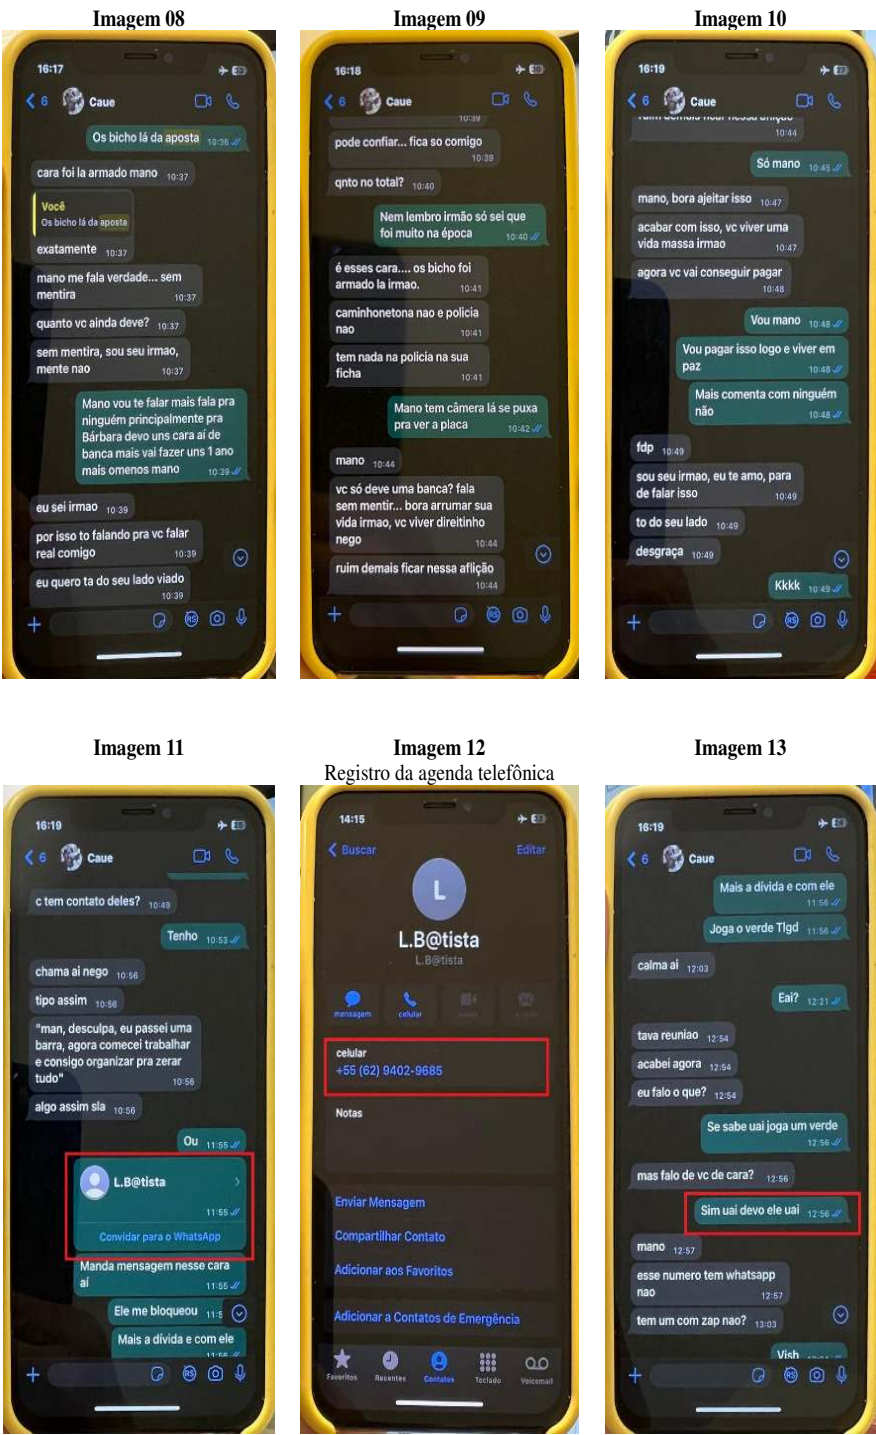 Imagem 08
16:17
6
Caue
Os bicho lá da aposta 10:36
cara foi la armado mano 10:37
Você
Os bicho lá da aposta
exatamente 10:37
mano me fala verdade... sem
mentira 10:37
quanto vc ainda deve? 10:37
sem mentira, sou seu irmao,
mente nao 10:37
Mano vou te falar mais fala pra
ninguém principalmente pra
Bárbara devo uns cara aí de
banca mais vai fazer uns 1 ano
mais omenos mano 10:39
eu sei irmao 10:39
por isso to falando pra vc falar
real comigo 10:39
eu quero ta do seu lado viado
10:39
RS
Imagem 09
16:18
6
Caue
10:39
pode confiar... fica so comigo
10:39
qnto no total? 10:40
Nem lembro irmão só sei que
foi muito na época 10:40
é esses cara.... os bicho foi
armado la irmao. 10:41
caminhonetona nao e policia
nao 10:41
tem nada na policia na sua
ficha 10:41
Mano tem câmera lá se puxa
pra ver a placa 10:42
mano 10:44
vc só deve uma banca? fala
sem mentir... bora arrumar sua
vida irmao, vc viver direitinho
nego 10:44
ruim demais ficar nessa aflição
10:44
RS
Imagem 10
16:19
6
Caue
ruim demais ficar nessa aflição
10:44
Só mano 10:45
mano, bora ajeitar isso 10:47
acabar com isso, vc viver uma
vida massa irmao 10:47
agora vc vai conseguir pagar
10:48
Vou mano 10:48
Vou pagar isso logo e viver em
paz 10:48
Mais comenta com ninguém
não 10:48
fdp 10:49
sou seu irmao, eu te amo, para
de falar isso 10:49
to do seu lado 10:49
desgraça 10:49
Kkkk 10:49
RS
Imagem 11
16:19
6
Caue
c tem contato deles? 10:49
Tenho 10:53
chama ai nego 10:56
tipo assim 10:56
"man, desculpa, eu passei uma
barra, agora comecei trabalhar
e consigo organizar pra zerar
tudo" 10:56
algo assim sla 10:56
Ou 11:55
L.B@tista
11:55
Convidar para o WhatsApp
Manda mensagem nesse cara
aí 11:55
Ele me bloqueou
Mais a dívida e com ele
11:56
RS
Imagem 12
Registro da agenda telefônica
14:15
Buscar
Editar
L
L.B@tista
L.B@tista
mensagem
celular
celular
+55 (62) 9402-9685
Notas
Enviar Mensagem
Compartilhar Contato
Adicionar aos Favoritos
Adicionar a Contatos de Emergência
Favoritos
Recentes
Contatos
Teclado
Voicemail
Imagem 13
16:19
6
Caue
Mais a dívida e com ele
11:56
Joga o verde Tlgd 11:56
calma ai 12:03
Eai? 12:21
tava reuniao 12:54
acabei agora 12:54
eu falo o que? 12:54
Se sabe uai joga um verde
12:56
mas falo de vc de cara? 12:56
Sim uai devo ele uai 12:56
mano 12:57
esse numero tem whatsapp
nao 12:57
tem um com zap nao? 13:03
Vish
RS